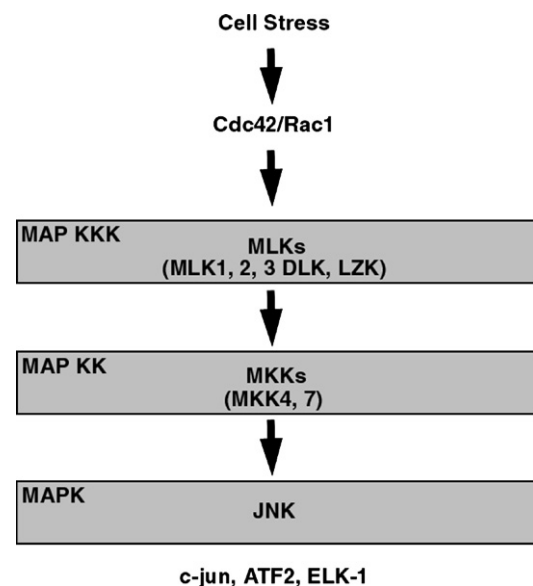 Cell Stress
Cdc42/Rac1
MAP KKK
MLKs
(MLK1, 2, 3 DLK, LZK)
MAP KK
MKKs
(MKK4, 7)
MAPK
JNK
c-jun, ATF2, ELK-1